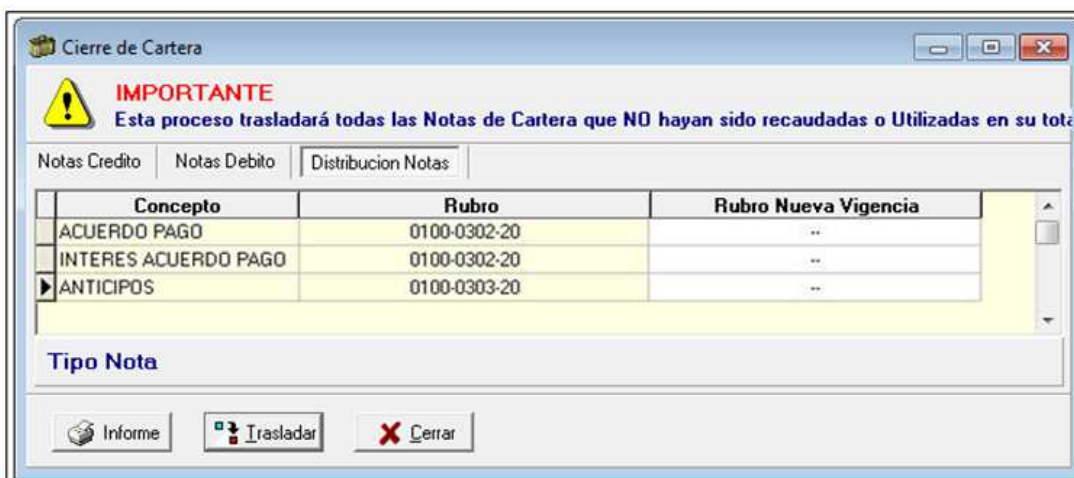 Cierre de Cartera
IMPORTANTE
Esta proceso trasladará todas las Notas de Cartera que NO hayan sido recaudadas o Utilizadas en su tota
Notas Credito Notas Debito Distribucion Notas
Concepto Rubro Rubro Nueva Vigencia
ACUERDO PAGO 0100-0302-20 --
INTERES ACUERDO PAGO 0100-0302-20 --
ANTICIPOS 0100-0303-20 --
Tipo Nota
Informe Trasladar Cerrar